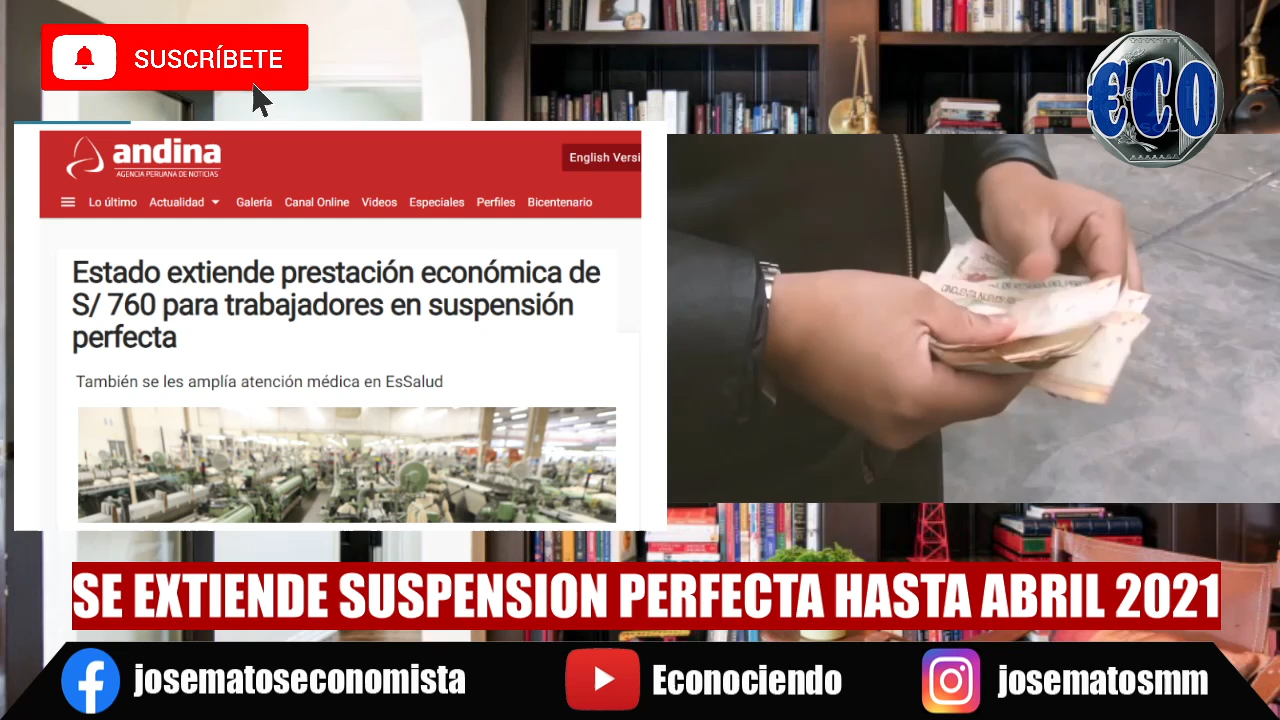 SUSCRÍBETE
€CO
andina
AGENCIA PERUANA DE NOTICIAS
English Versi
Lo último Actualidad Galería Canal Online Videos Especiales Perfiles Bicentenario
Estado extiende prestación económica de
S/ 760 para trabajadores en suspensión
perfecta
También se les amplía atención médica en EsSalud
SE EXTIENDE SUSPENSION PERFECTA HASTA ABRIL 2021
josematoseconomista
Econociendo
josematosmm